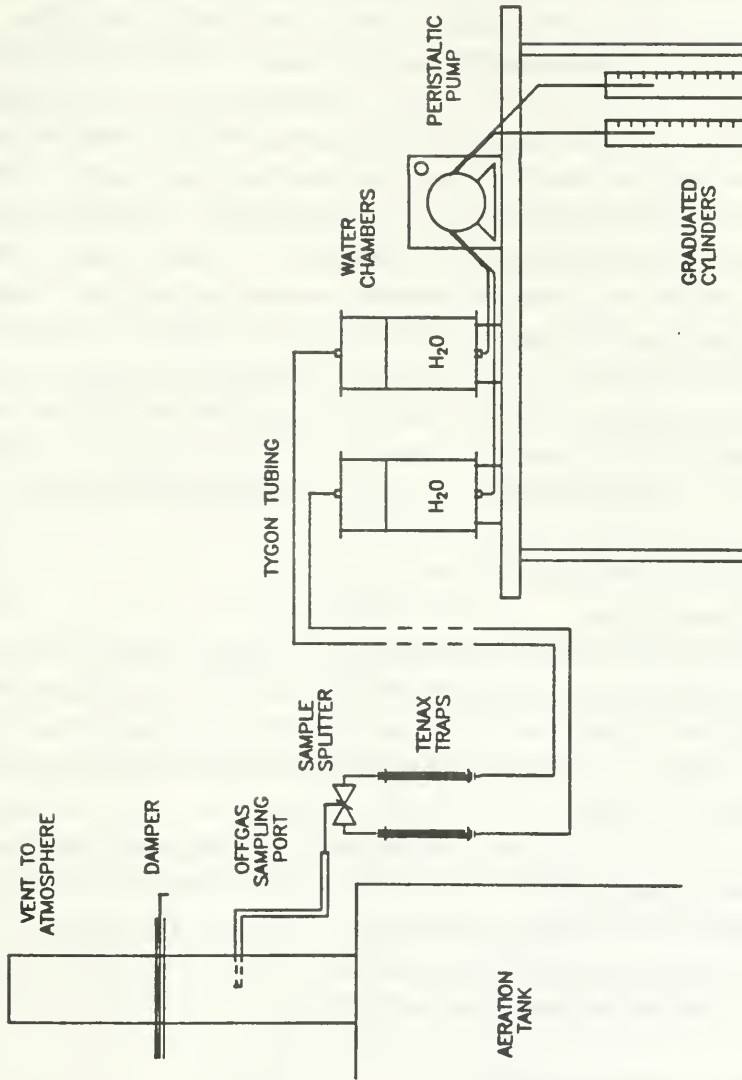 VENT TO
ATMOSPHERE
DAMPER
OFFGAS
SAMPLING
PORT
SAMPLE
SPLITTER
TENAX
TRAPS
AERATION
TANK
TYGON TUBING
WATER
CHAMBERS
H₂O
H₂O
PERISTALTIC
PUMP
GRADUATED
CYLINDERS